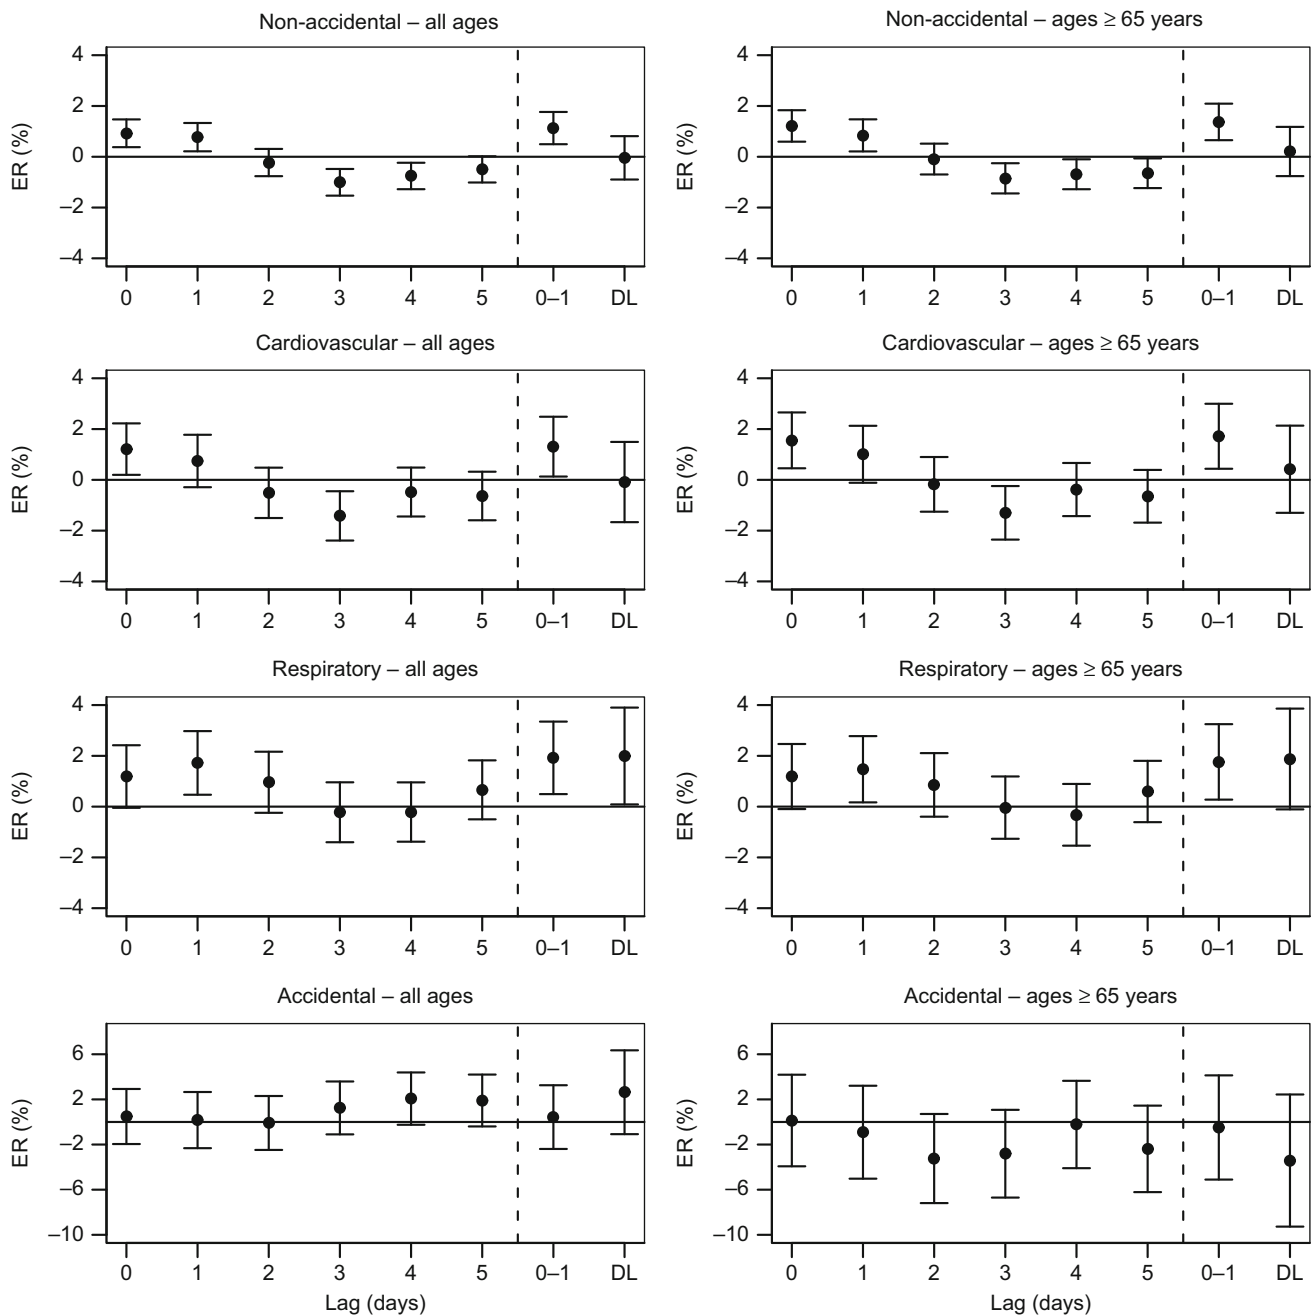 Non-accidental – all ages
ER (%)
4
2
0
–2
–4
0 1 2 3 4 5 0–1 DL
Non-accidental – ages ≥ 65 years
ER (%)
4
2
0
–2
–4
0 1 2 3 4 5 0–1 DL
Cardiovascular – all ages
ER (%)
4
2
0
–2
–4
0 1 2 3 4 5 0–1 DL
Cardiovascular – ages ≥ 65 years
ER (%)
4
2
0
–2
–4
0 1 2 3 4 5 0–1 DL
Respiratory – all ages
ER (%)
4
2
0
–2
–4
0 1 2 3 4 5 0–1 DL
Respiratory – ages ≥ 65 years
ER (%)
4
2
0
–2
–4
0 1 2 3 4 5 0–1 DL
Accidental – all ages
ER (%)
6
2
–2
–6
–10
0 1 2 3 4 5 0–1 DL
Lag (days)
Accidental – ages ≥ 65 years
ER (%)
6
2
–2
–6
–10
0 1 2 3 4 5 0–1 DL
Lag (days)